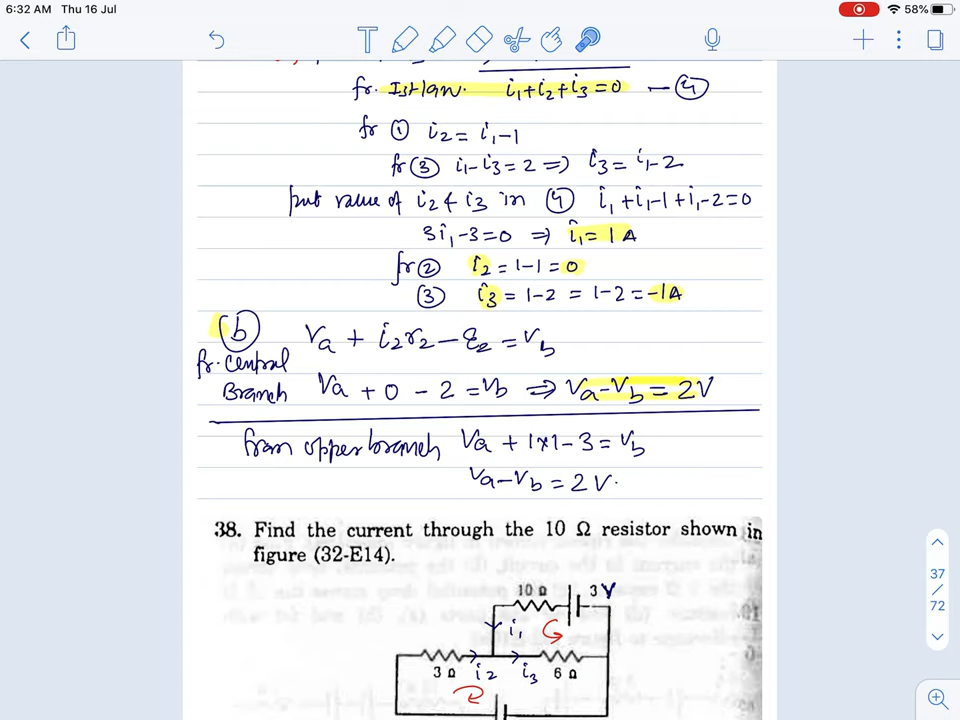 6:32 AM Thu 16 Jul
58%
T
fr. Ist law. i₁+i₂+i₃=0 — ④
fr ① i₂ = i₁-1
fr ③ i₁-i₃=2 => i₃= i₁-2
put value of i₂ & i₃ in ④ i₁+i₁-1+i₁-2=0
3i₁-3=0 => i₁= 1A
fr ② i₂ = 1-1=0
③ i₃ = 1-2 = 1-2=-1A
(b) Va + i₂r₂-ε₂=Vb
fr. Central
Branch Va + 0 - 2 =Vb => Va-Vb=2V
from upper branch Va + 1×1-3=Vb
Va-Vb=2V.
38. Find the current through the 10 Ω resistor shown in
figure (32-E14).
10 Ω 3V
i₁
3 Ω i₂ i₃ 6 Ω
37
/
72